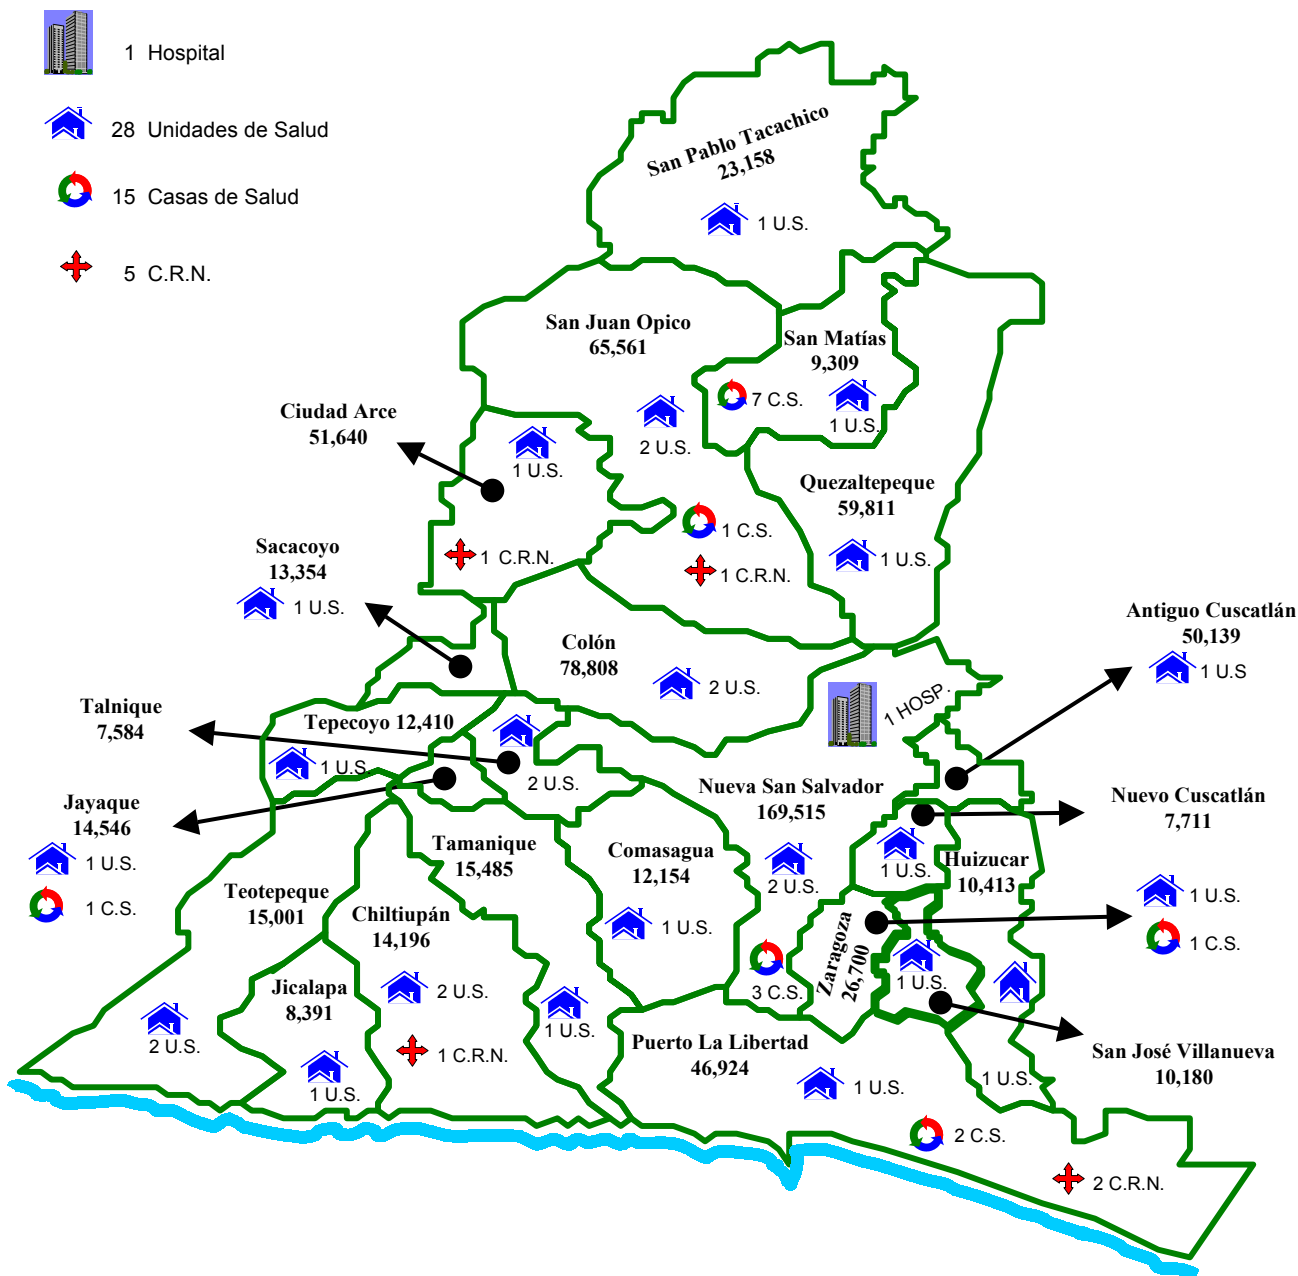 1 Hospital
28 Unidades de Salud
15 Casas de Salud
5 C.R.N.
San Pablo Tacachico
23,158
1 U.S.
San Juan Opico
65,561
San Matías
9,309
7 C.S.
1 U.S.
2 U.S.
Ciudad Arce
51,640
1 U.S.
Quezaltepeque
59,811
1 C.S.
1 U.S.
Sacacoyo
13,354
1 U.S.
1 C.R.N.
1 C.R.N.
Antiguo Cuscatlán
50,139
1 U.S
Colón
78,808
2 U.S.
1 HOSP.
Talnique
7,584
Tepecoyo 12,410
1 U.S.
2 U.S.
Nueva San Salvador
169,515
Nuevo Cuscatlán
7,711
Jayaque
14,546
1 U.S.
1 C.S.
Tamanique
15,485
Comasagua
12,154
2 U.S.
1 U.S.
Huizucar
10,413
Teotepeque
15,001
Chiltiupán
14,196
1 U.S.
Zaragoza
26,700
1 U.S.
1 C.S.
Jicalapa
8,391
2 U.S.
3 C.S.
1 U.S.
2 U.S.
1 U.S.
1 C.R.N.
Puerto La Libertad
46,924
San José Villanueva
10,180
1 U.S.
1 U.S.
1 U.S.
2 C.S.
2 C.R.N.